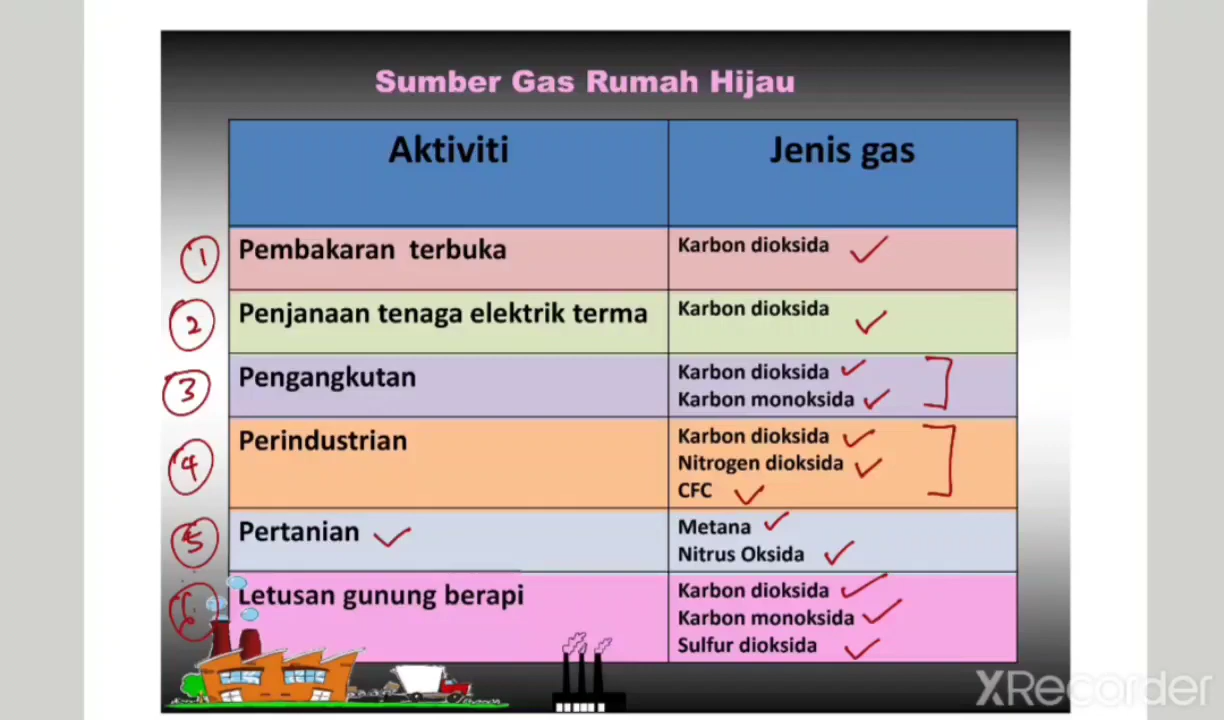 Sumber Gas Rumah Hijau
Aktiviti
Jenis gas
1
Pembakaran terbuka
Karbon dioksida
2
Penjanaan tenaga elektrik terma
Karbon dioksida
3
Pengangkutan
Karbon dioksida
Karbon monoksida
4
Perindustrian
Karbon dioksida
Nitrogen dioksida
CFC
5
Pertanian
Metana
Nitrus Oksida
6
Letusan gunung berapi
Karbon dioksida
Karbon monoksida
Sulfur dioksida
XRecorder